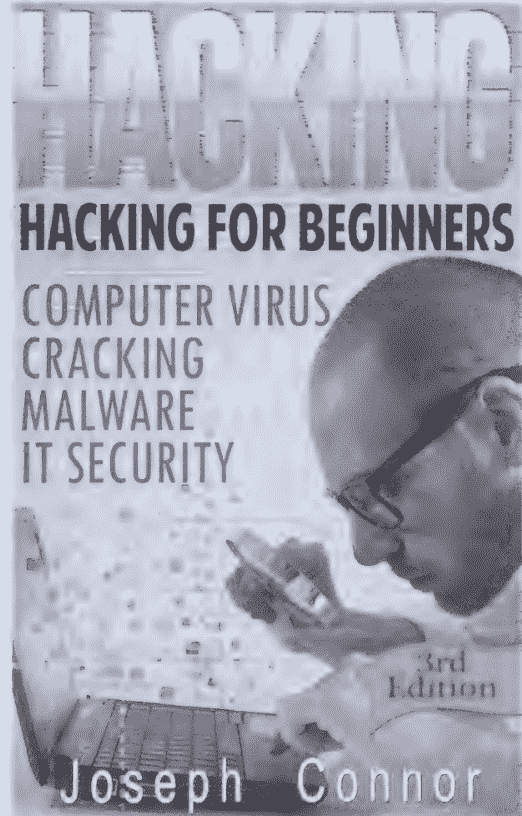 HACKING
HACKING FOR BEGINNERS
COMPUTER VIRUS
CRACKING
MALWARE
IT SECURITY
3rd
Edition
Joseph Connor